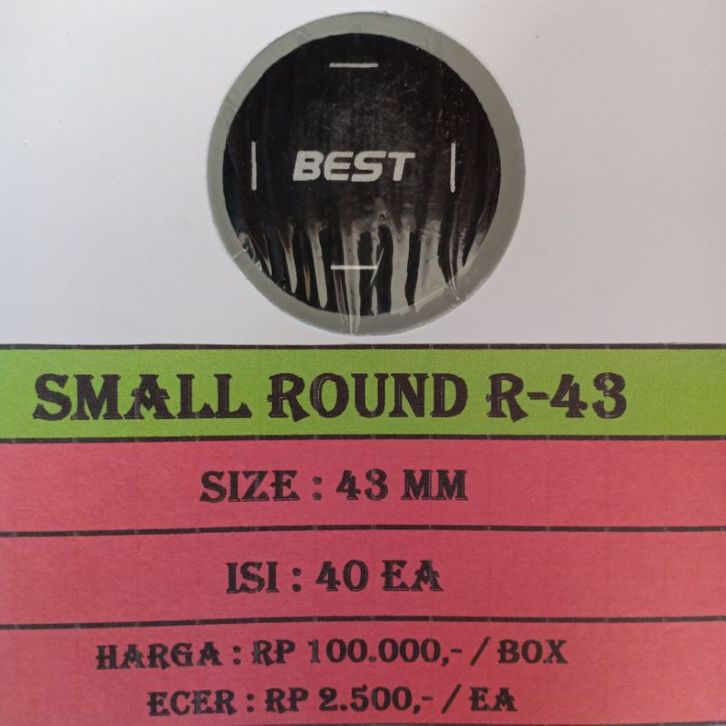 BEST
SMALL ROUND R-43
SIZE : 43 MM
ISI : 40 EA
HARGA : RP 100.000,- / BOX
ECER : RP 2.500,- / EA